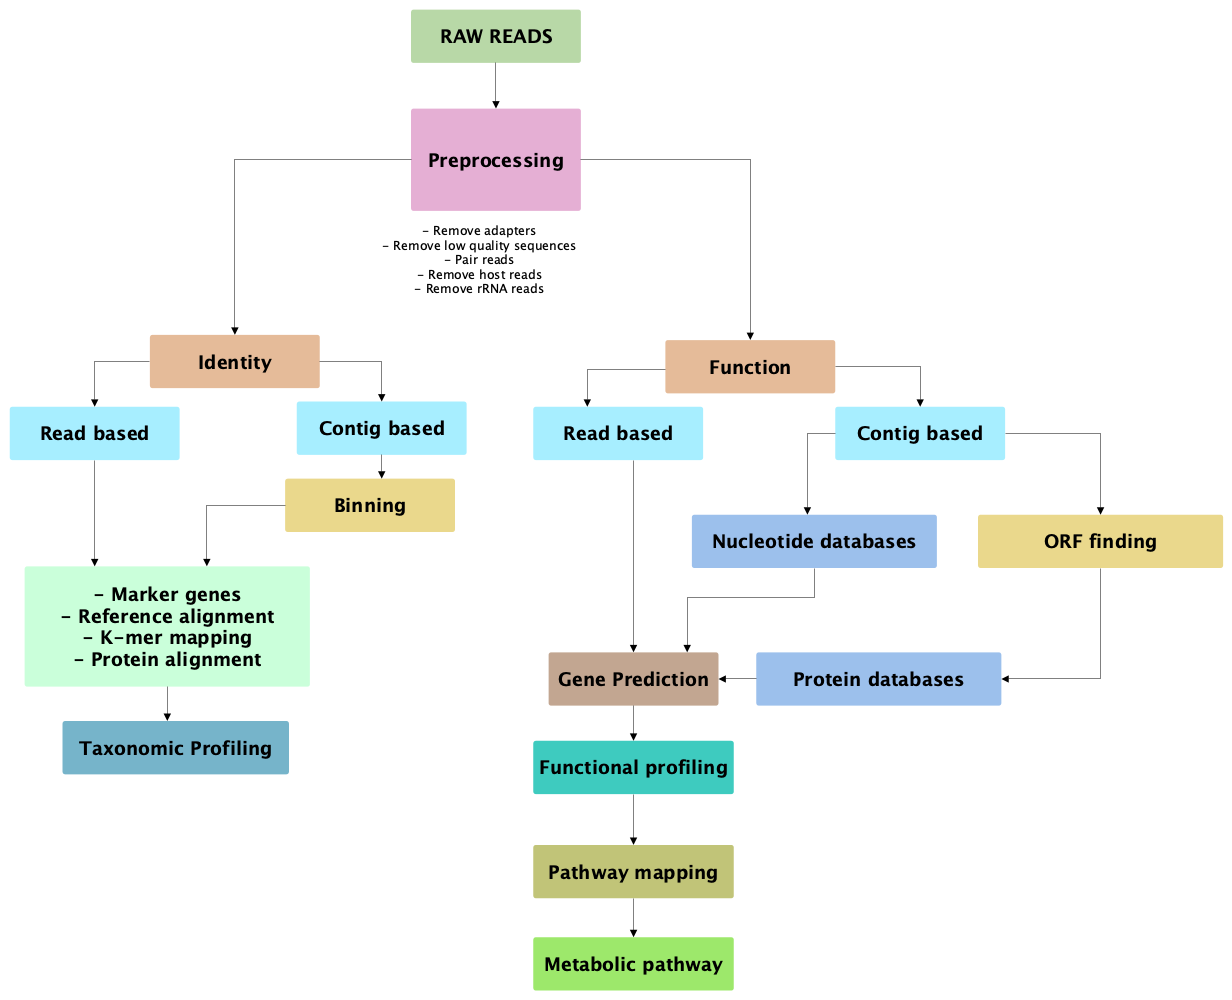 RAW READS
Preprocessing
– Remove adapters
– Remove low quality sequences
– Pair reads
– Remove host reads
– Remove rRNA reads
Identity
Function
Read based
Contig based
Read based
Contig based
Binning
Nucleotide databases
ORF finding
– Marker genes
– Reference alignment
– K–mer mapping
– Protein alignment
Gene Prediction
Protein databases
Taxonomic Profiling
Functional profiling
Pathway mapping
Metabolic pathway